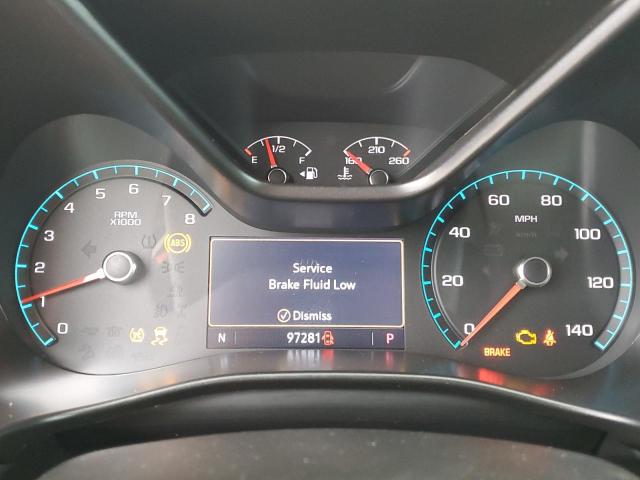 E 1/2 F
160 210 260
0 1 2 3 4 5 6 7 8
RPM
X1000
ABS
Service
Brake Fluid Low
Dismiss
N 97281 P
0 20 40 60 80 100 120 140
MPH
km/h
BRAKE